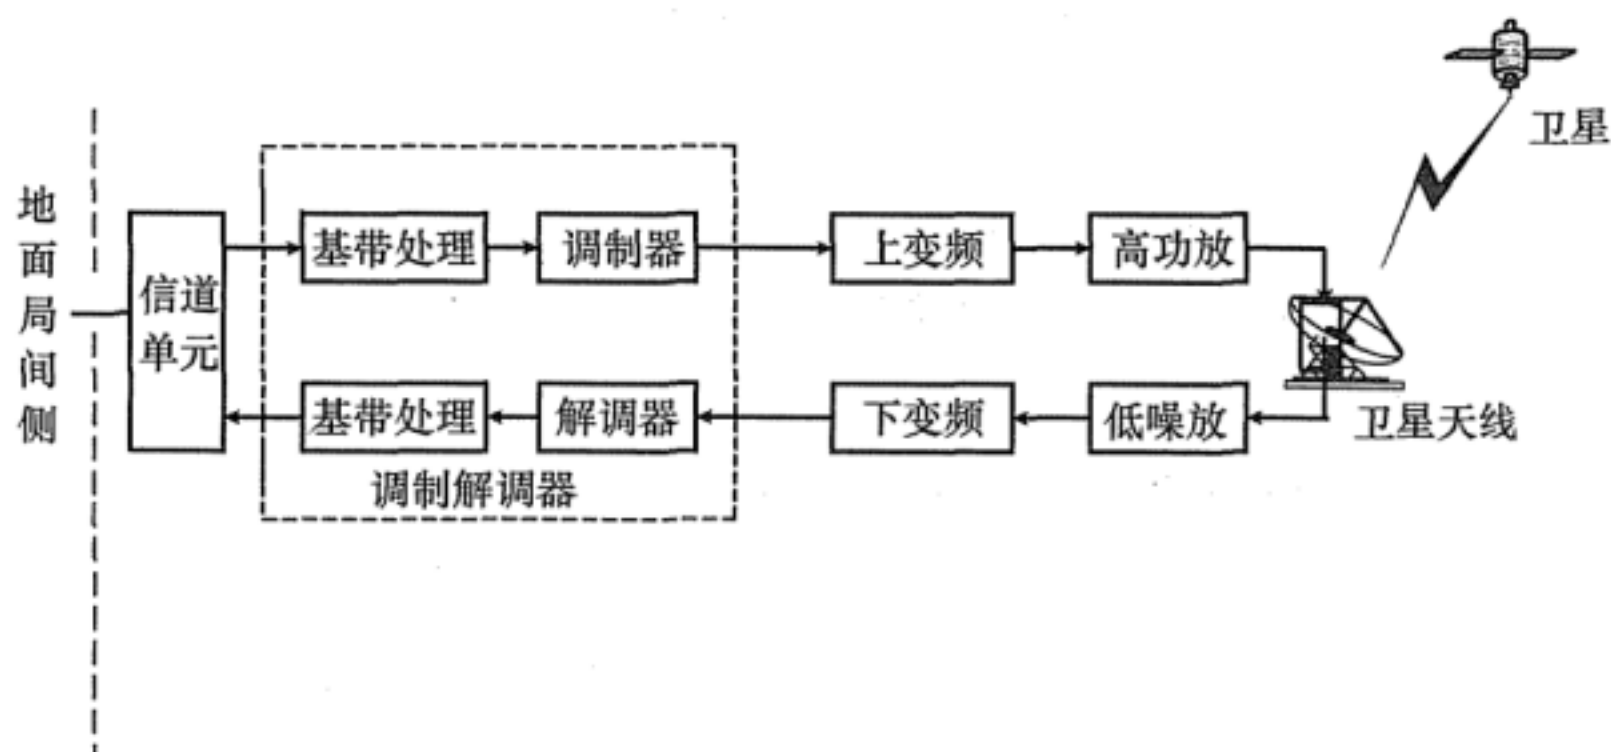 卫星
地面局间侧
信道
单元
基带处理
调制器
上变频
高功放
基带处理
解调器
下变频
低噪放
卫星天线
调制解调器